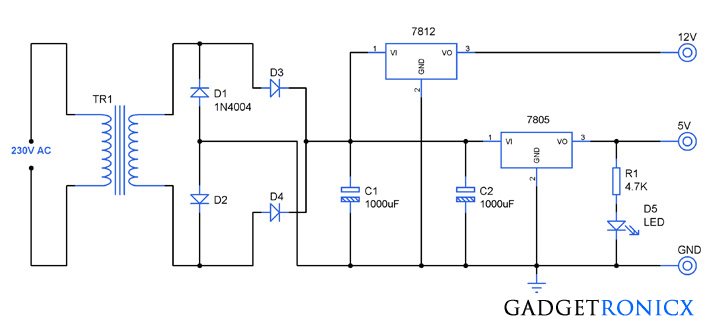 7812
12V
1
VI
VO
3
GND
2
D3
D1
1N4004
TR1
230V AC
7805
5V
1
VI
VO
3
GND
2
D2
D4
C1
1000uF
C2
1000uF
R1
4.7K
D5
LED
GND
GADGETRONICX